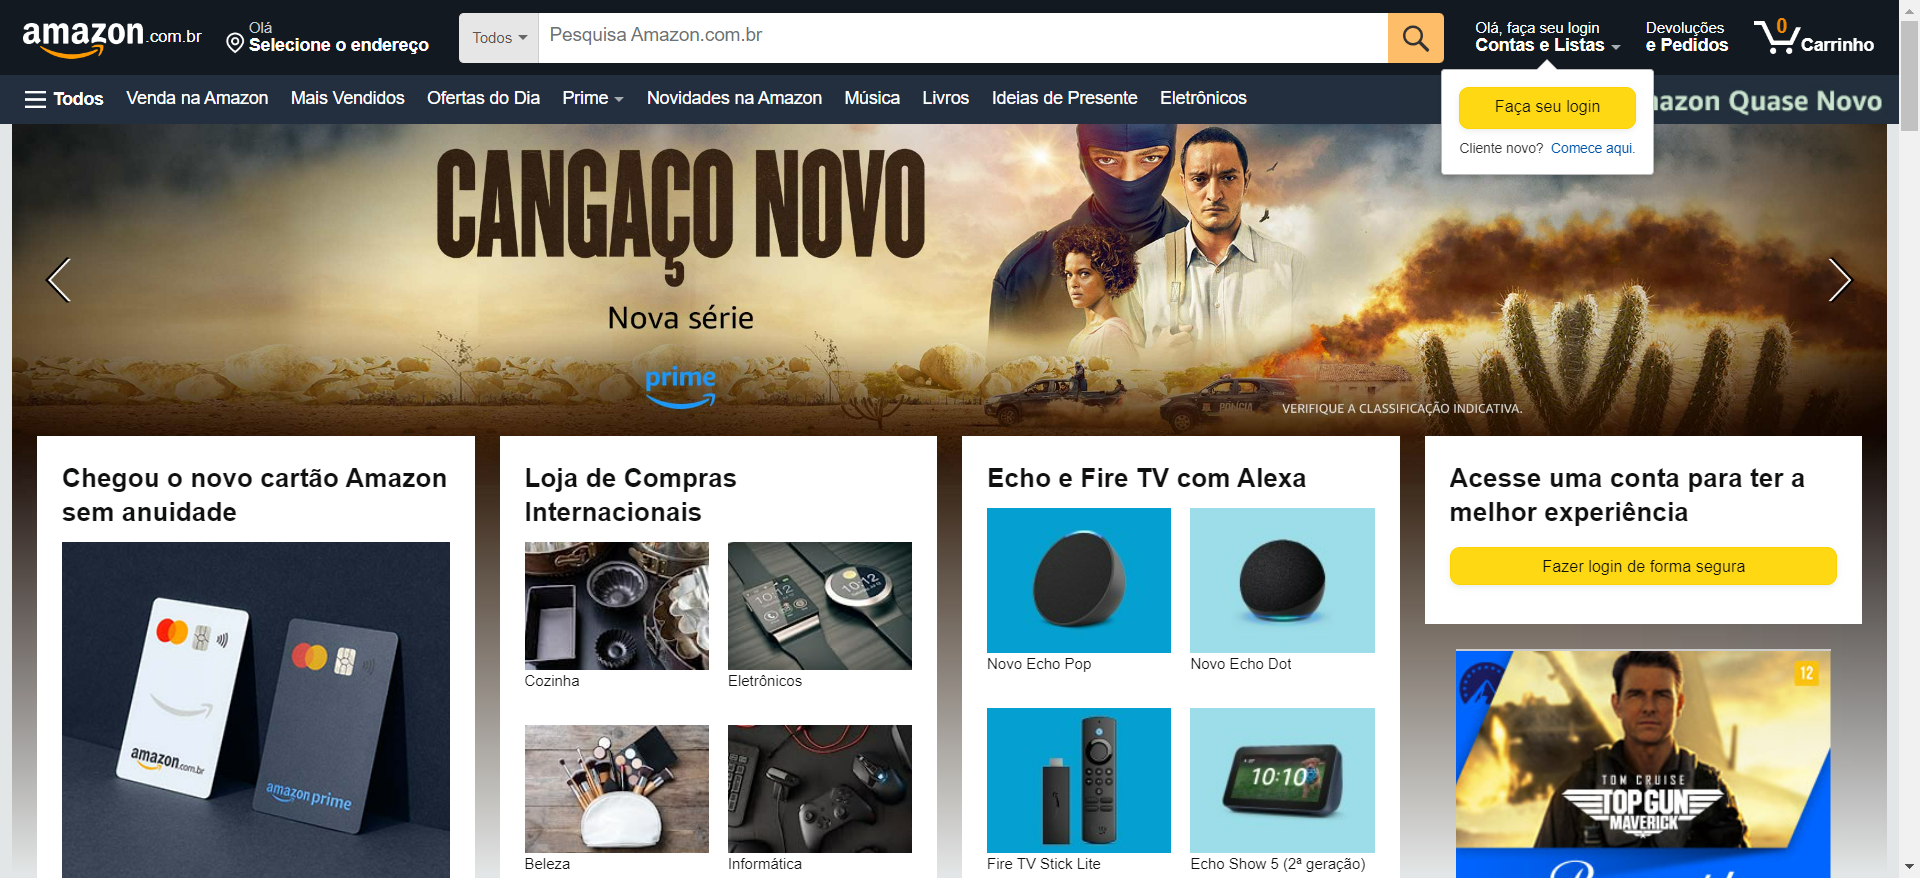 amazon.com.br
Olá
Selecione o endereço
Todos
Pesquisa Amazon.com.br
Olá, faça seu login
Contas e Listas
Devoluções
e Pedidos
0
Carrinho
Todos
Venda na Amazon
Mais Vendidos
Ofertas do Dia
Prime
Novidades na Amazon
Música
Livros
Ideias de Presente
Eletrônicos
Quase Novo
Faça seu login
Cliente novo? Comece aqui.
CANGAÇO NOVO
Nova série
prime
POLÍCIA
VERIFIQUE A CLASSIFICAÇÃO INDICATIVA.
Chegou o novo cartão Amazon
sem anuidade
amazon.com.br
amazon prime
Loja de Compras
Internacionais
10:12
10:12
Cozinha
Eletrônicos
Beleza
Informática
Echo e Fire TV com Alexa
Novo Echo Pop
Novo Echo Dot
10:10
Fire TV Stick Lite
Echo Show 5 (2ª geração)
Acesse uma conta para ter a
melhor experiência
Fazer login de forma segura
12
TOM CRUISE
TOP GUN
MAVERICK